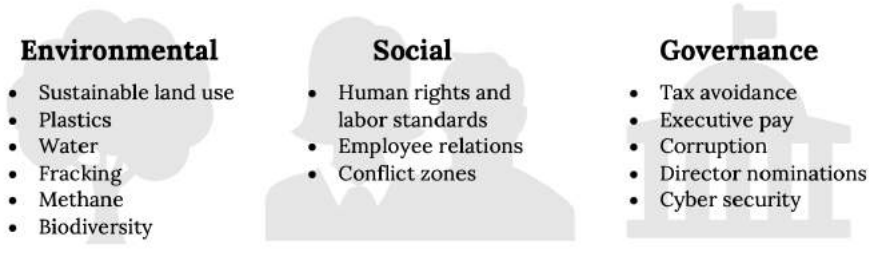 Environmental
• Sustainable land use
• Plastics
• Water
• Fracking
• Methane
• Biodiversity
Social
• Human rights and
labor standards
• Employee relations
• Conflict zones
Governance
• Tax avoidance
• Executive pay
• Corruption
• Director nominations
• Cyber security